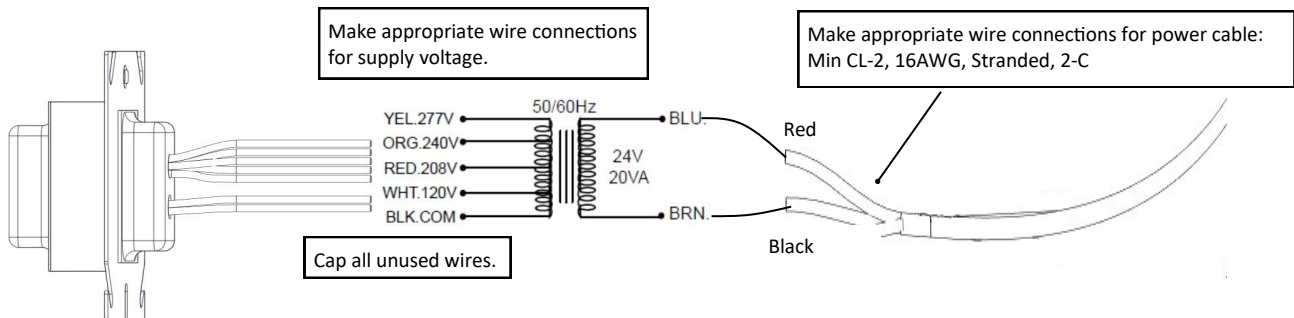 Make appropriate wire connections
for supply voltage.
Make appropriate wire connections for power cable:
Min CL-2, 16AWG, Stranded, 2-C
50/60Hz
YEL.277V
ORG.240V
RED.208V
WHT.120V
BLK.COM
24V
20VA
BLU.
BRN.
Red
Black
Cap all unused wires.